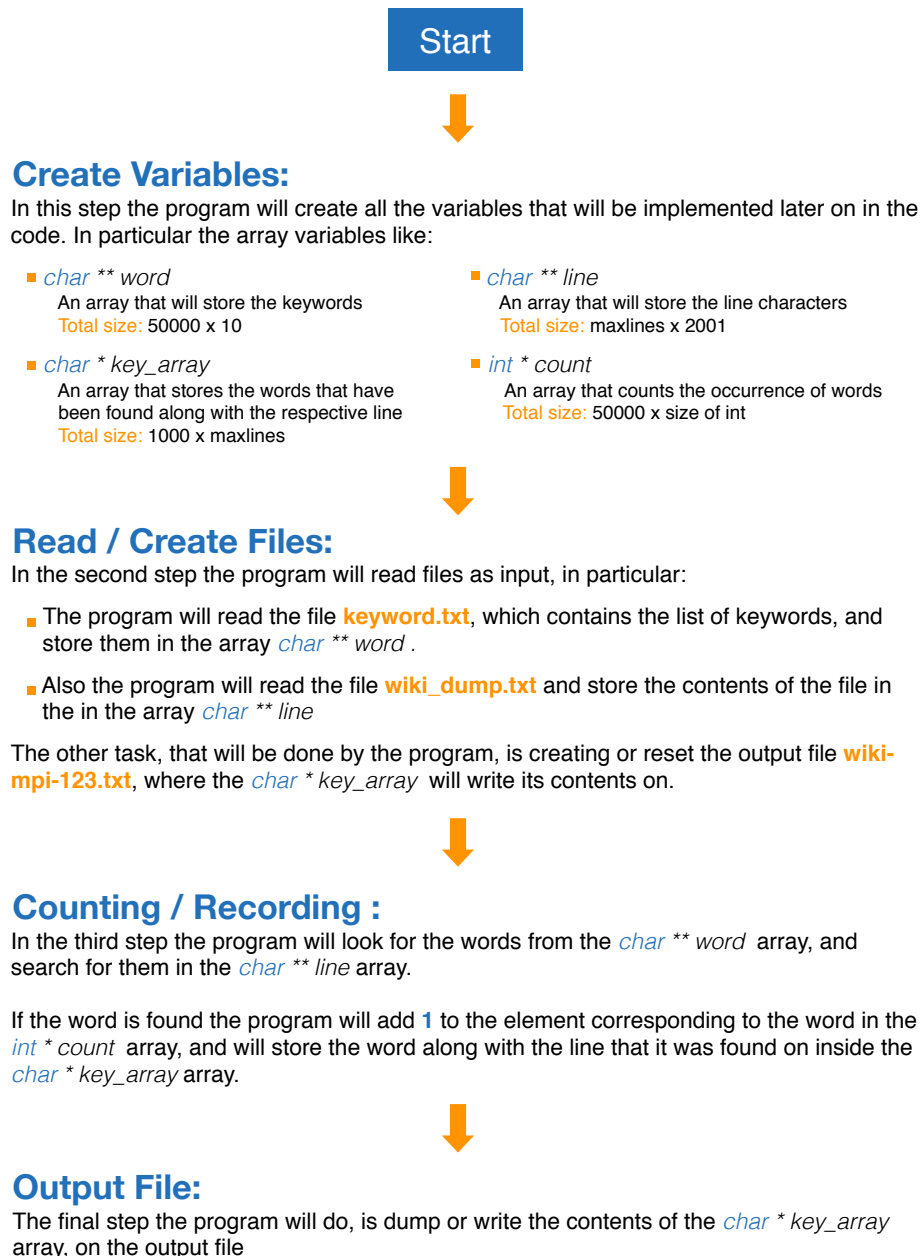 Start
Create Variables:
In this step the program will create all the variables that will be implemented later on in the
code. In particular the array variables like:
char ** word
An array that will store the keywords
Total size: 50000 x 10
char ** line
An array that will store the line characters
Total size: maxlines x 2001
char * key_array
An array that stores the words that have
been found along with the respective line
Total size: 1000 x maxlines
int * count
An array that counts the occurrence of words
Total size: 50000 x size of int
Read / Create Files:
In the second step the program will read files as input, in particular:
The program will read the file keyword.txt, which contains the list of keywords, and
store them in the array char ** word .
Also the program will read the file wiki_dump.txt and store the contents of the file in
the in the array char ** line
The other task, that will be done by the program, is creating or reset the output file wiki-
mpi-123.txt, where the char * key_array will write its contents on.
Counting / Recording :
In the third step the program will look for the words from the char ** word array, and
search for them in the char ** line array.
If the word is found the program will add 1 to the element corresponding to the word in the
int * count array, and will store the word along with the line that it was found on inside the
char * key_array array.
Output File:
The final step the program will do, is dump or write the contents of the char * key_array
array, on the output file